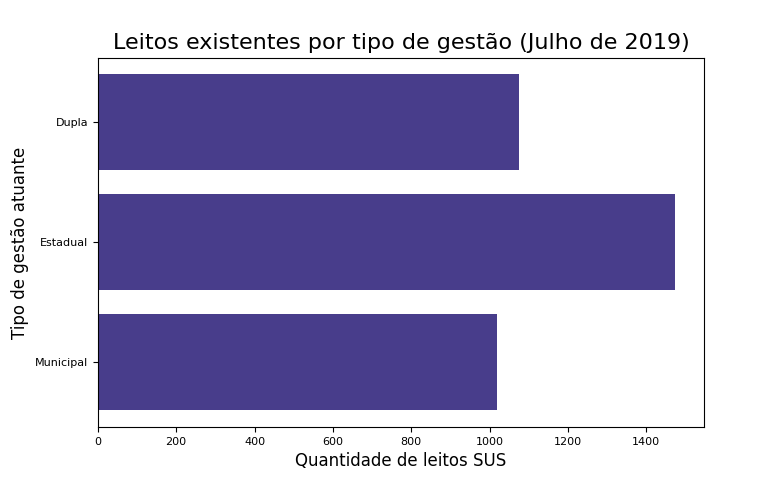 Leitos existentes por tipo de gestão (Julho de 2019)
Tipo de gestão atuante
Dupla
Estadual
Municipal
0 200 400 600 800 1000 1200 1400
Quantidade de leitos SUS